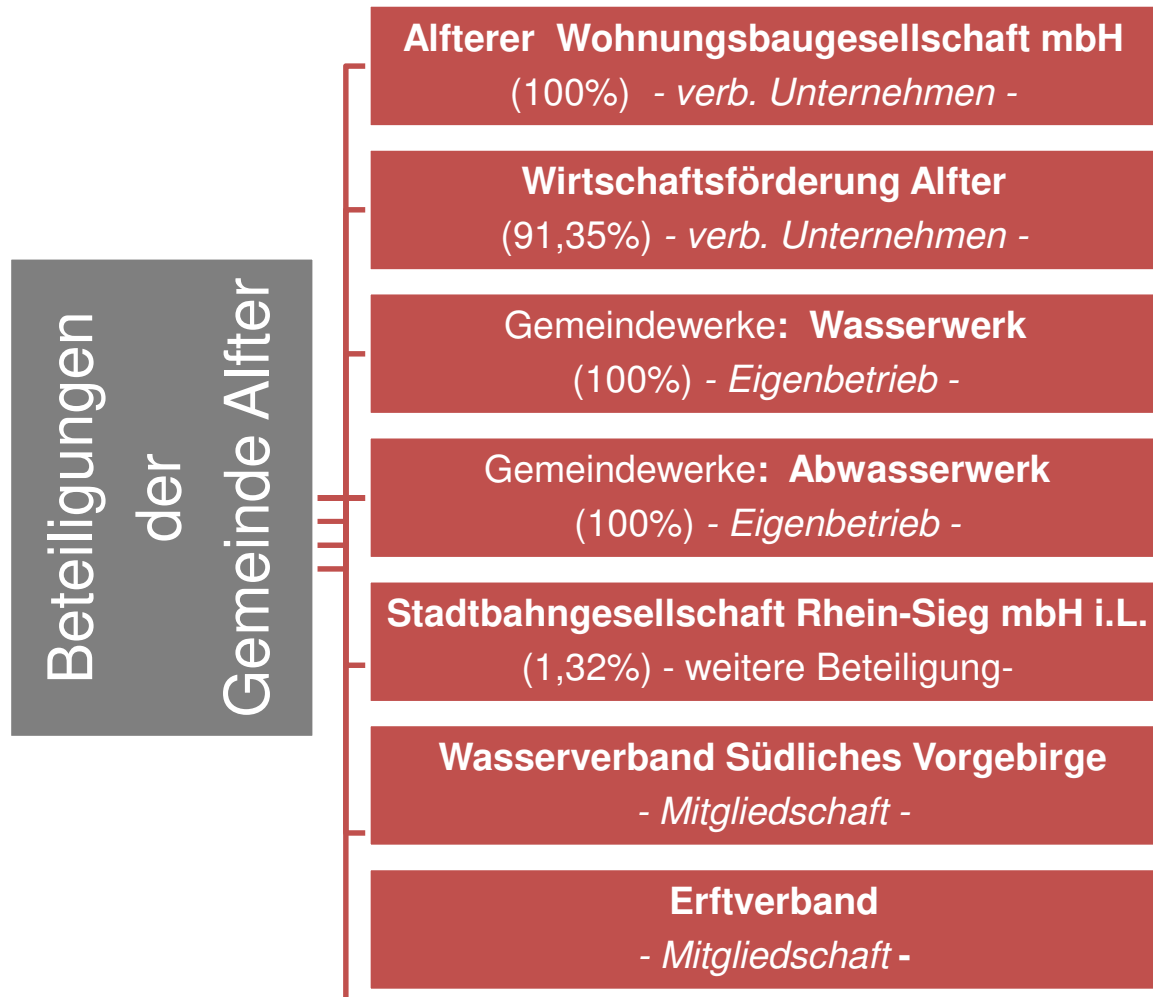 Beteiligungen
der
Gemeinde Alfter
Alfterer Wohnungsbaugesellschaft mbH
(100%) - verb. Unternehmen -
Wirtschaftsförderung Alfter
(91,35%) - verb. Unternehmen -
Gemeindewerke: Wasserwerk
(100%) - Eigenbetrieb -
Gemeindewerke: Abwasserwerk
(100%) - Eigenbetrieb -
Stadtbahngesellschaft Rhein-Sieg mbH i.L.
(1,32%) - weitere Beteiligung-
Wasserverband Südliches Vorgebirge
- Mitgliedschaft -
Erftverband
- Mitgliedschaft -